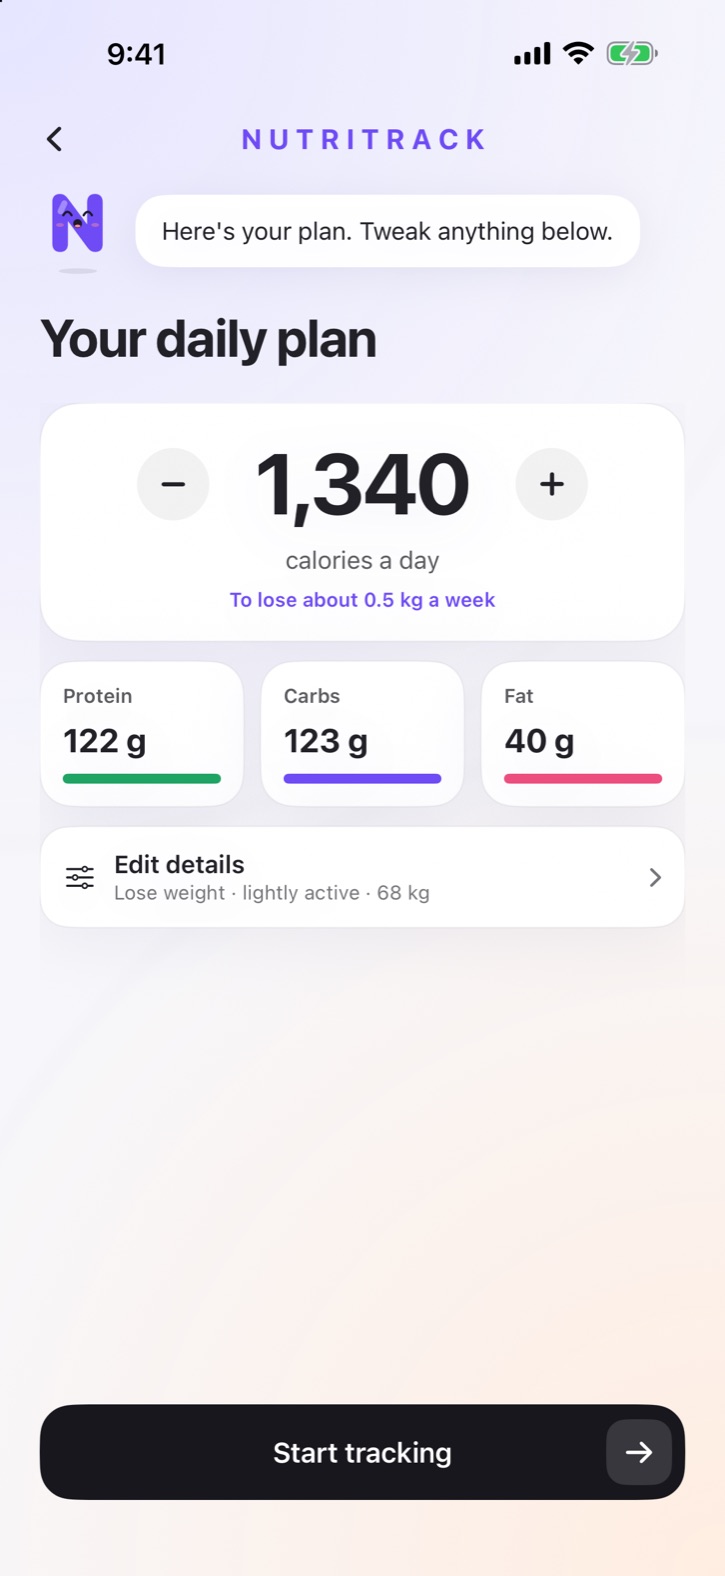 9:41
NUTRITRACK
Here's your plan. Tweak anything below.
Your daily plan
− 1,340 +
calories a day
To lose about 0.5 kg a week
Protein Carbs Fat
122 g 123 g 40 g
Edit details
Lose weight · lightly active · 68 kg
Start tracking